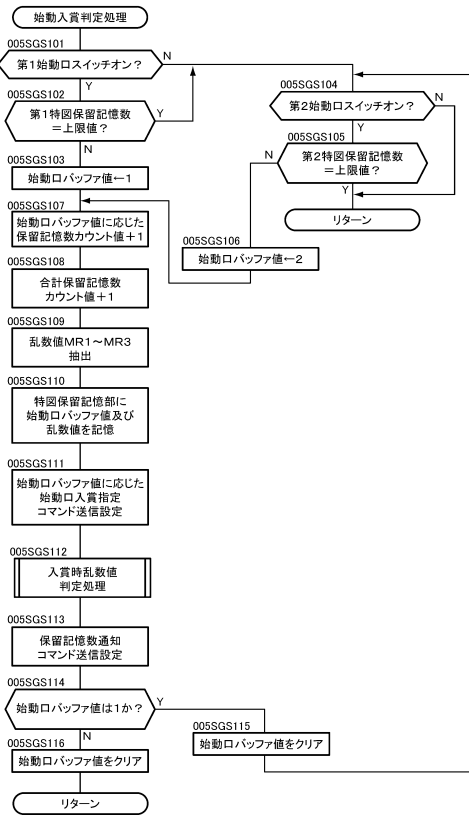 始動入賞判定処理
005SGS101
第1始動口スイッチオン？
N
Y
005SGS102
第1特図保留記憶数
＝上限値？
Y
N
005SGS103
始動口バッファ値←1
005SGS104
第2始動口スイッチオン？
N
Y
005SGS105
第2特図保留記憶数
＝上限値？
N
Y
リターン
005SGS106
始動口バッファ値←2
005SGS107
始動口バッファ値に応じた
保留記憶数カウント値＋1
005SGS108
合計保留記憶数
カウント値＋1
005SGS109
乱数値MR1～MR3
抽出
005SGS110
特図保留記憶部に
始動口バッファ値及び
乱数値を記憶
005SGS111
始動口バッファ値に応じた
始動口入賞指定
コマンド送信設定
005SGS112
入賞時乱数値
判定処理
005SGS113
保留記憶数通知
コマンド送信設定
005SGS114
始動口バッファ値は1か？
Y
N
005SGS115
始動口バッファ値をクリア
005SGS116
始動口バッファ値をクリア
リターン